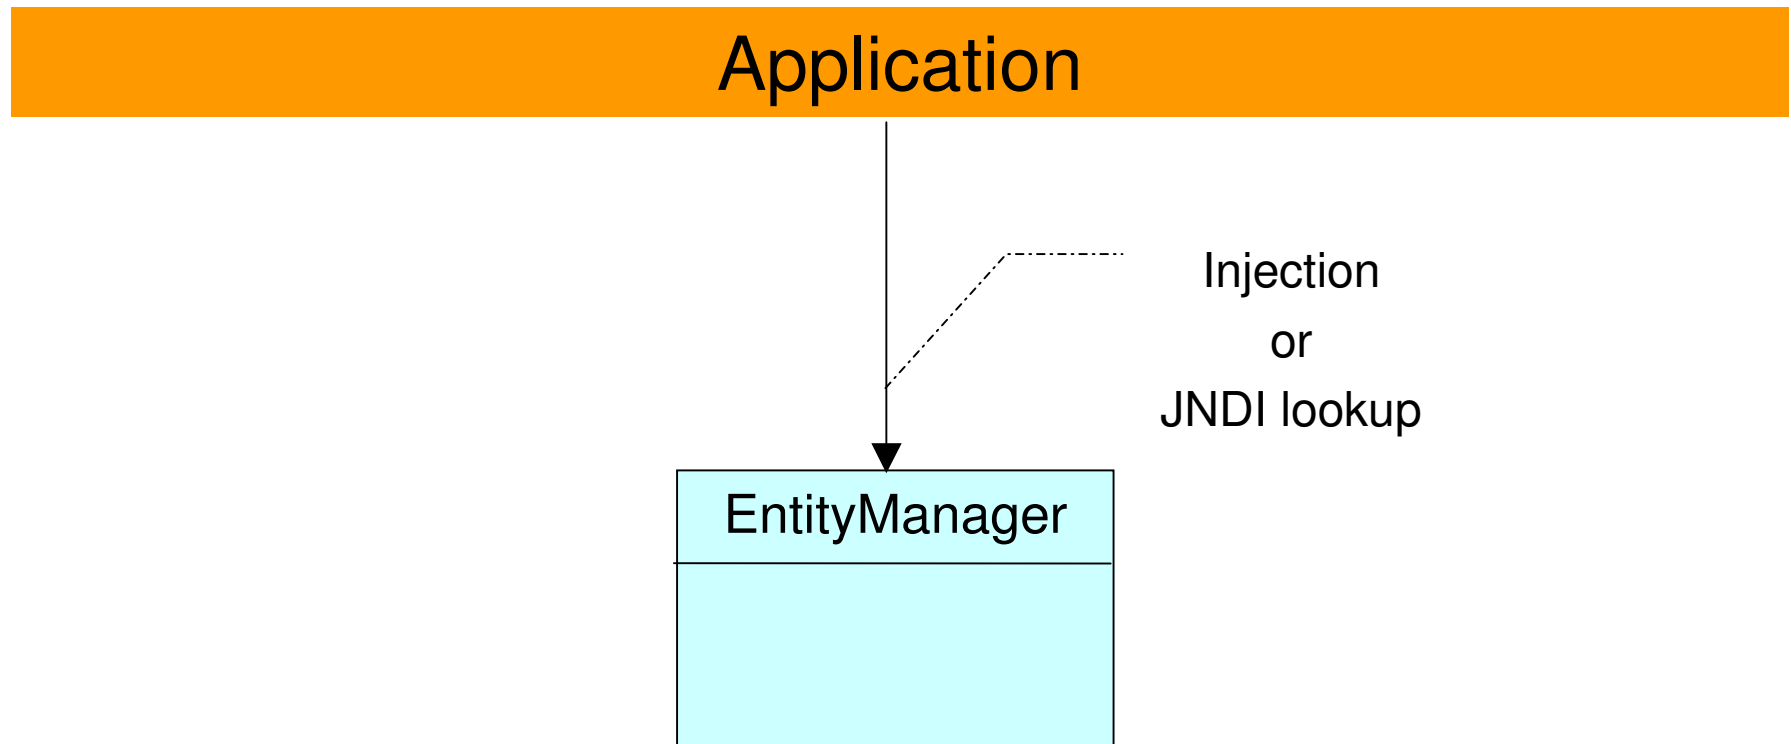 Application
Injection
or
JNDI lookup
EntityManager